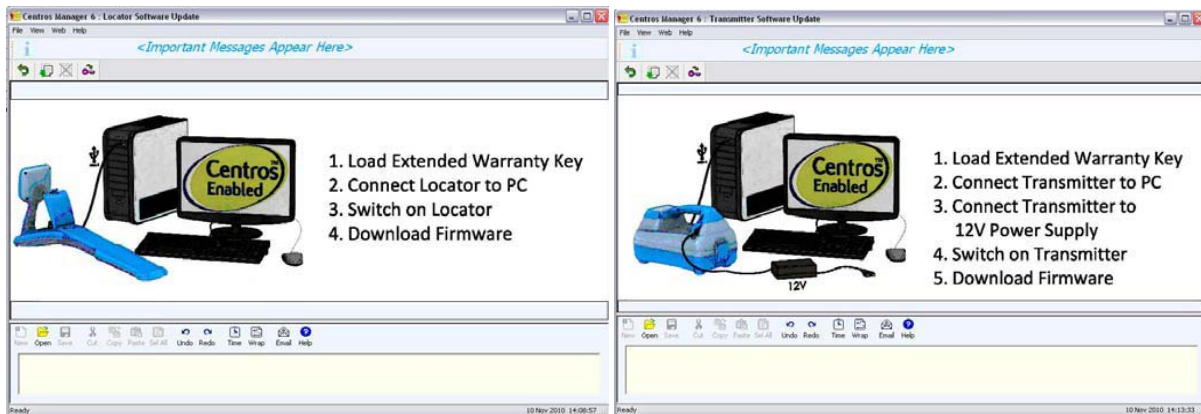 Centros Manager 6 : Locator Software Update
File View Web Help
<Important Messages Appear Here>
Centros™
Enabled
1. Load Extended Warranty Key
2. Connect Locator to PC
3. Switch on Locator
4. Download Firmware
New Open Save Cut Copy Paste Sel All Undo Redo Time Wrap Email Help
Ready 10 Nov 2010 14:08:57
Centros Manager 6 : Transmitter Software Update
File View Web Help
<Important Messages Appear Here>
Centros™
Enabled
12V
1. Load Extended Warranty Key
2. Connect Transmitter to PC
3. Connect Transmitter to
12V Power Supply
4. Switch on Transmitter
5. Download Firmware
New Open Save Cut Copy Paste Sel All Undo Redo Time Wrap Email Help
Ready 10 Nov 2010 14:13:33